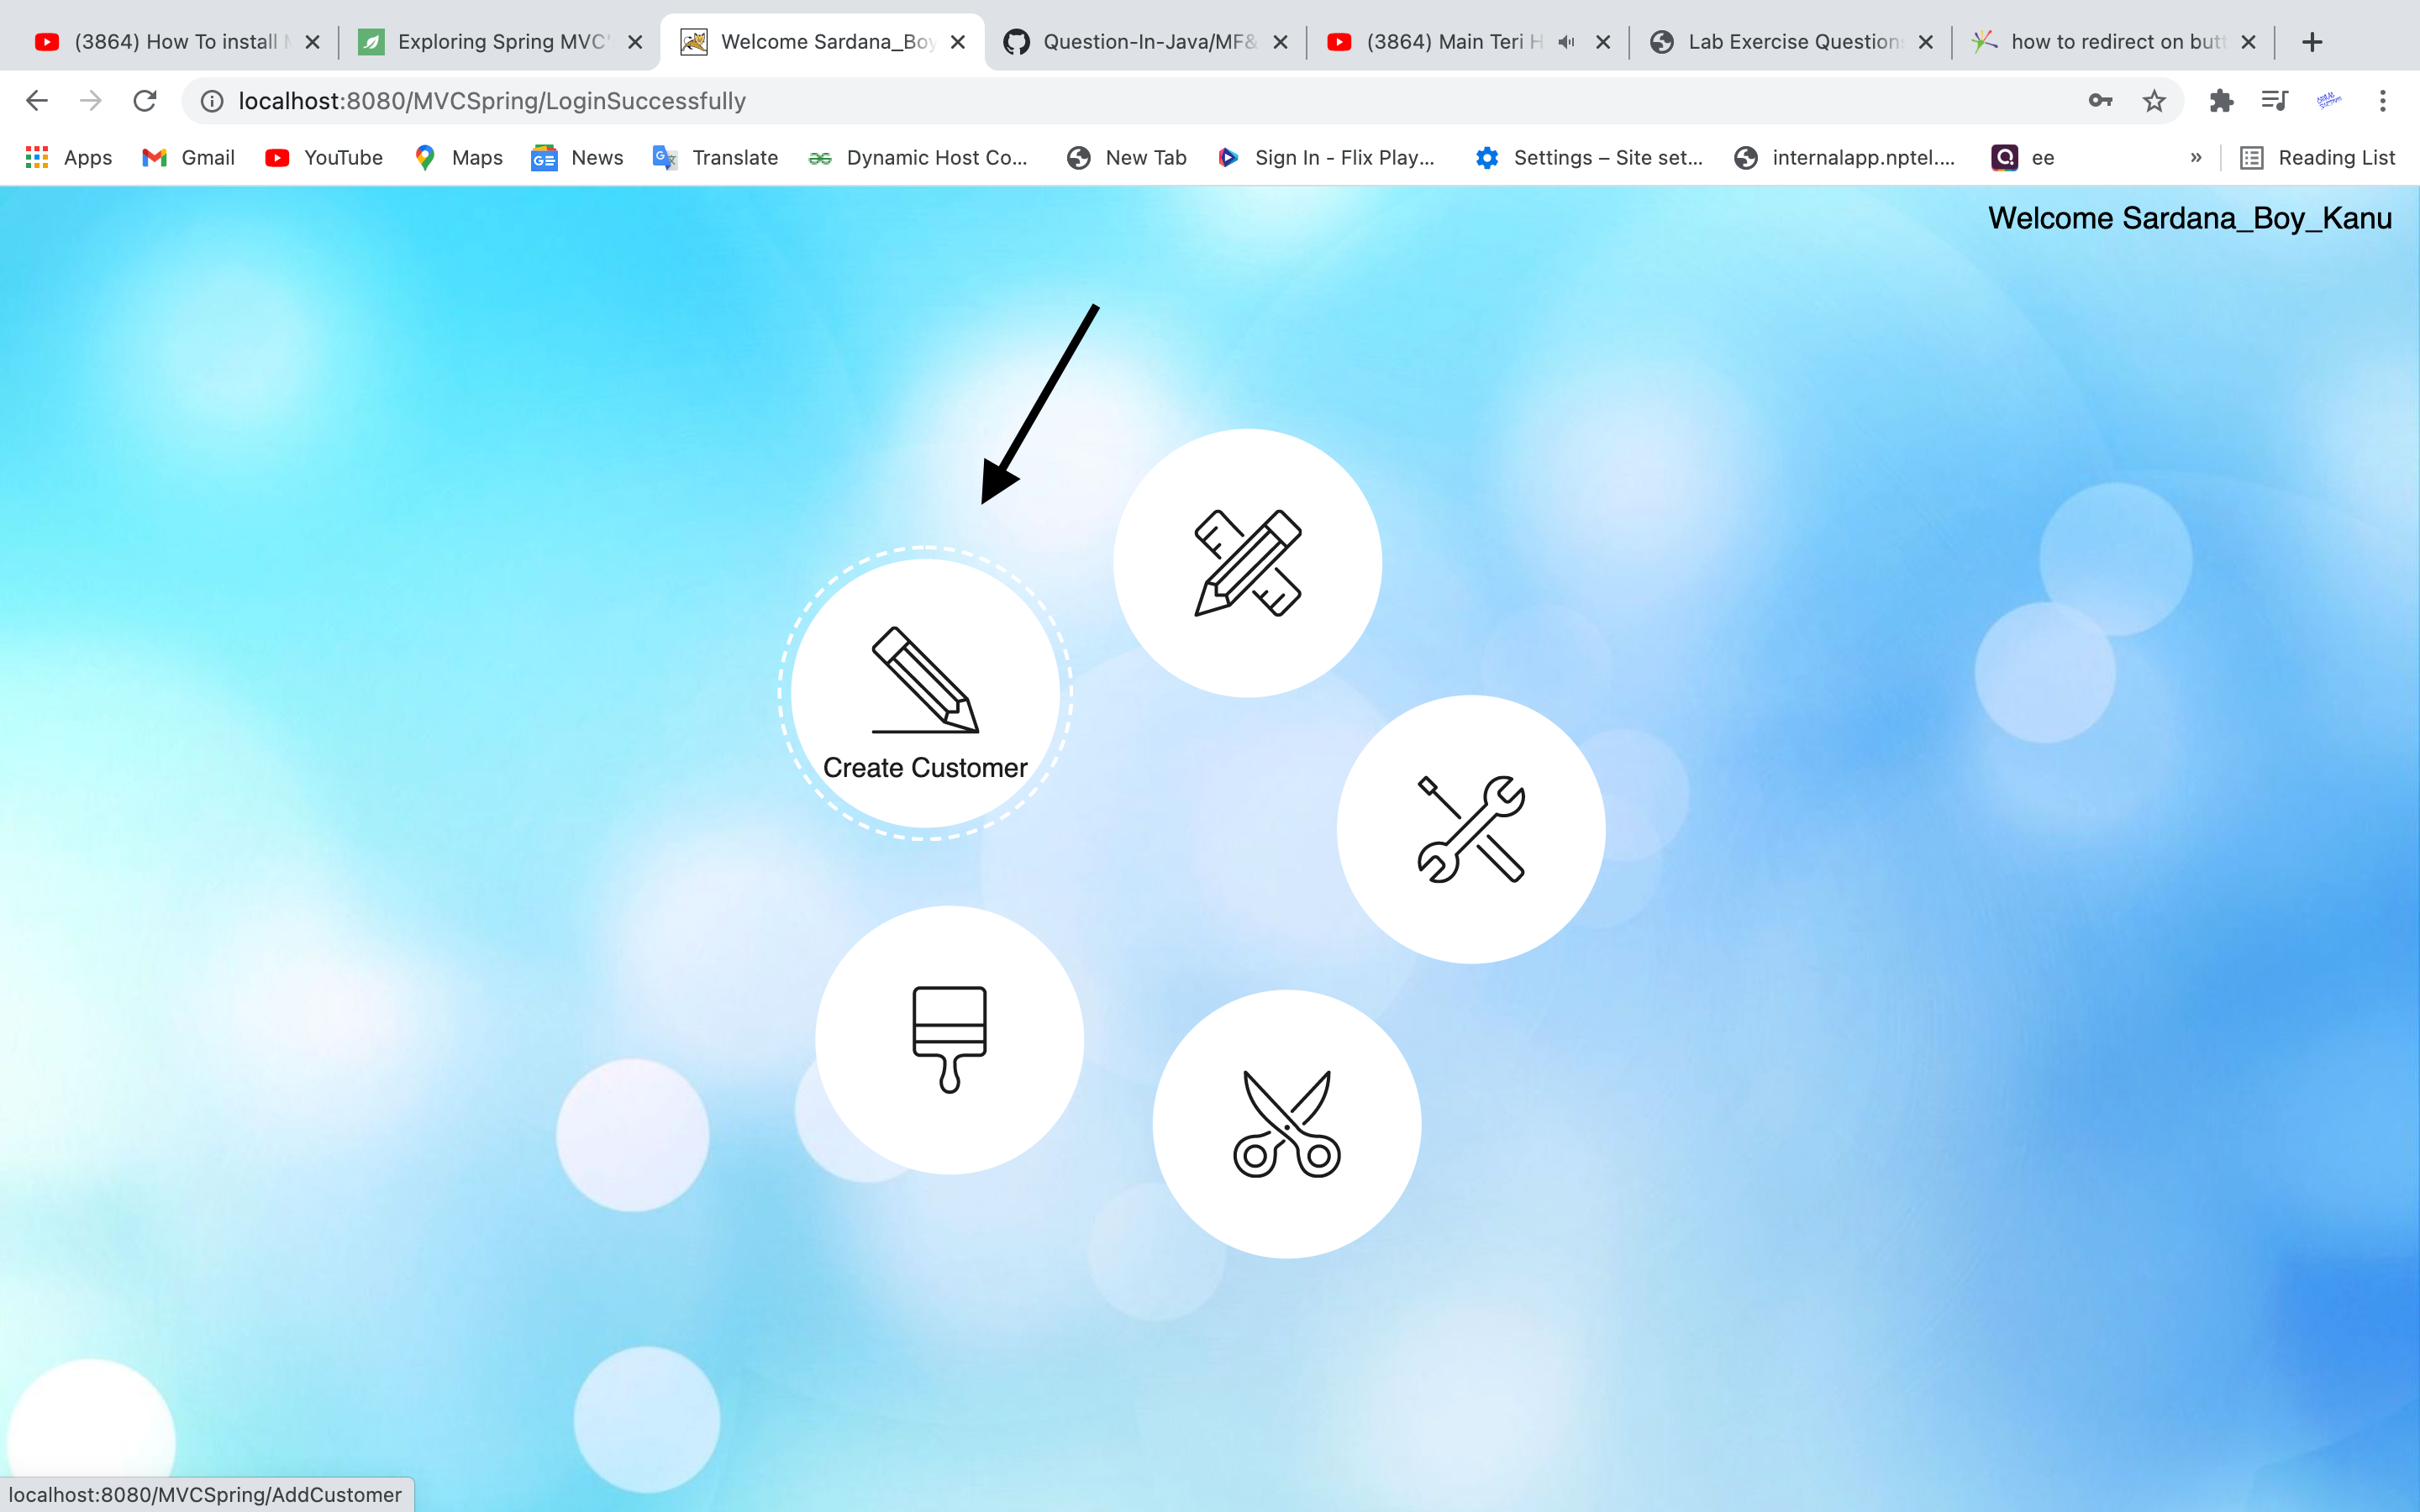 (3864) How To install
Exploring Spring MVC'
Welcome Sardana_Boy
Question-In-Java/MF&
(3864) Main Teri H
Lab Exercise Question
how to redirect on but
localhost:8080/MVCSpring/LoginSuccessfully
Apps
Gmail
YouTube
Maps
News
Translate
Dynamic Host Co...
New Tab
Sign In - Flix Play...
Settings – Site set...
internalapp.nptel....
ee
»
Reading List
Welcome Sardana_Boy_Kanu
Create Customer
localhost:8080/MVCSpring/AddCustomer